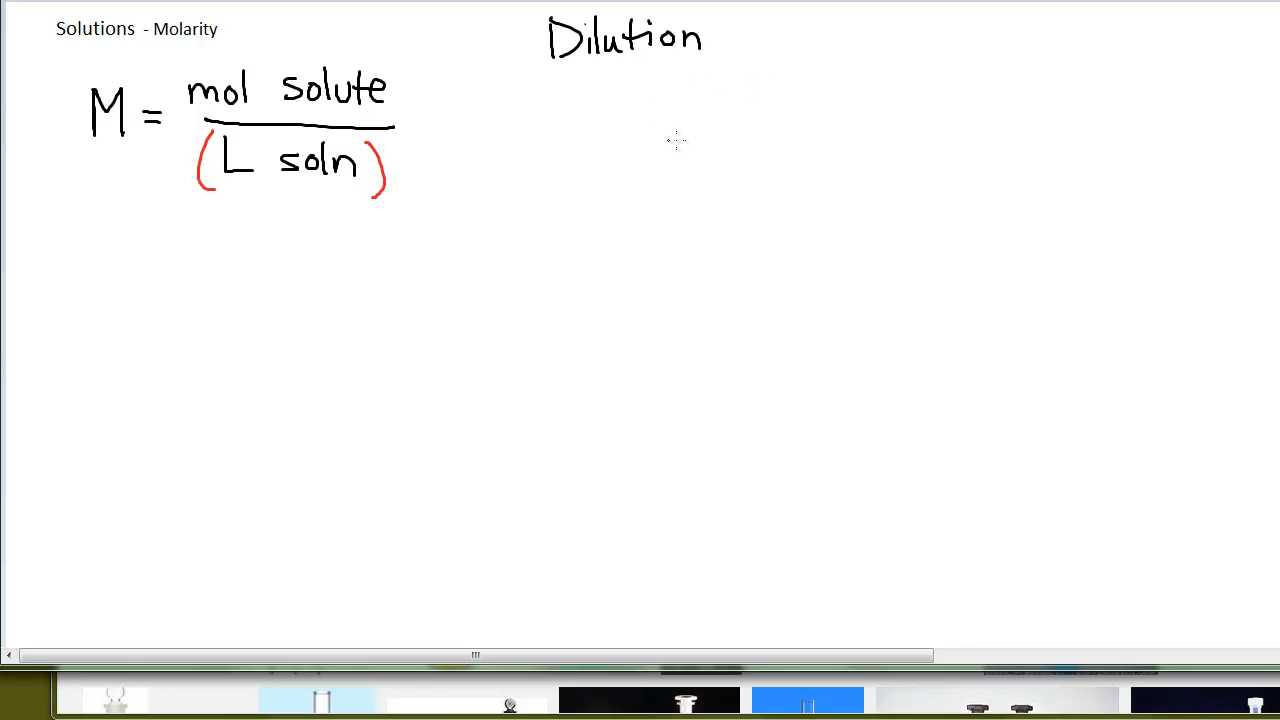 Solutions - Molarity
Dilution
M = mol solute
(L soln)